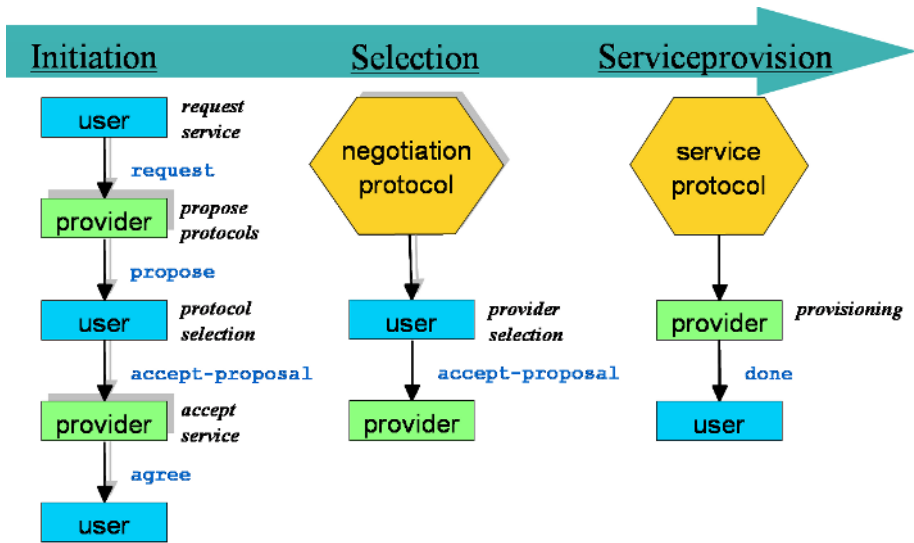 Initiation
Selection
Serviceprovision
user
request
service
request
provider
propose
protocols
propose
user
protocol
selection
accept-proposal
provider
accept
service
agree
user
negotiation
protocol
user
provider
selection
accept-proposal
provider
service
protocol
provider
provisioning
done
user